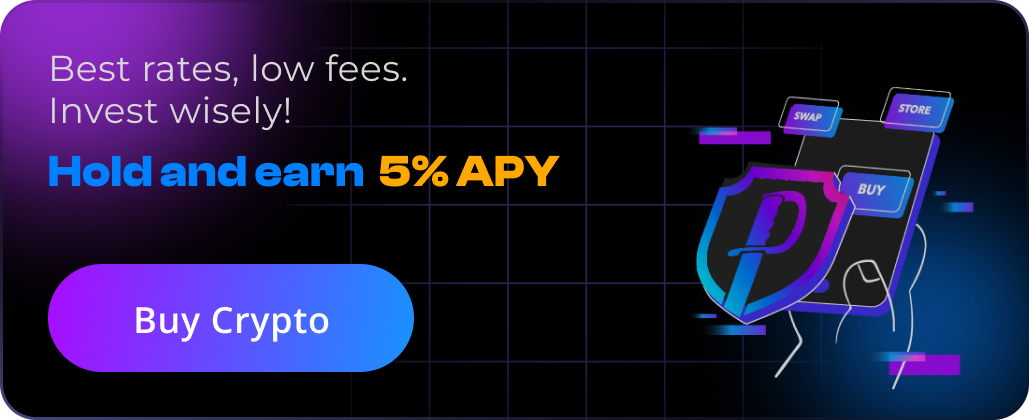 Best rates, low fees.
Invest wisely!
Hold and earn 5% APY
Buy Crypto
SWAP
STORE
BUY